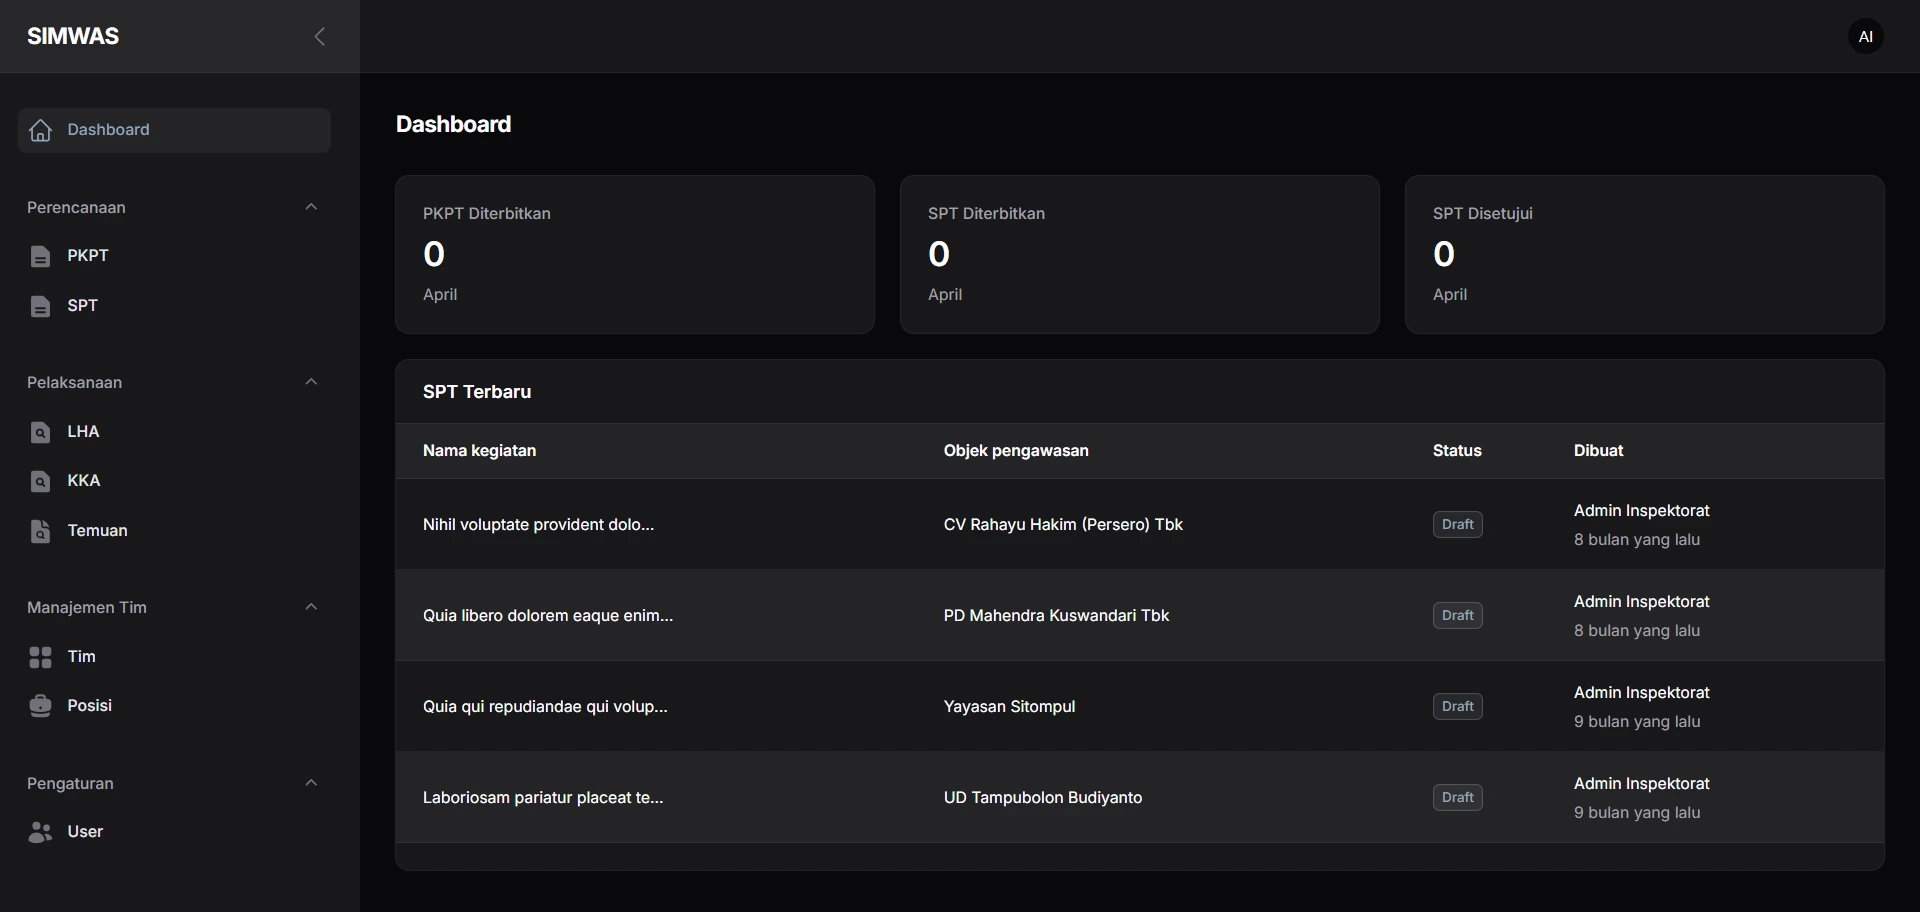 SIMWAS
AI
Dashboard
Perencanaan
PKPT
SPT
Pelaksanaan
LHA
KKA
Temuan
Manajemen Tim
Tim
Posisi
Pengaturan
User
Dashboard
PKPT Diterbitkan
0
April
SPT Diterbitkan
0
April
SPT Disetujui
0
April
SPT Terbaru
Nama kegiatan Objek pengawasan Status Dibuat
Nihil voluptate provident dolo... CV Rahayu Hakim (Persero) Tbk Draft Admin Inspektorat
8 bulan yang lalu
Quia libero dolorem eaque enim... PD Mahendra Kuswandari Tbk Draft Admin Inspektorat
8 bulan yang lalu
Quia qui repudiandae qui volup... Yayasan Sitompul Draft Admin Inspektorat
9 bulan yang lalu
Laboriosam pariatur placeat te... UD Tampubolon Budiyanto Draft Admin Inspektorat
9 bulan yang lalu